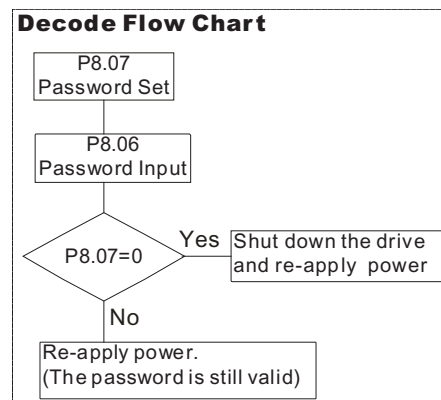 Decode Flow Chart
P8.07
Password Set
P8.06
Password Input
P8.07=0
Yes
Shut down the drive
and re-apply power
No
Re-apply power.
(The password is still valid)